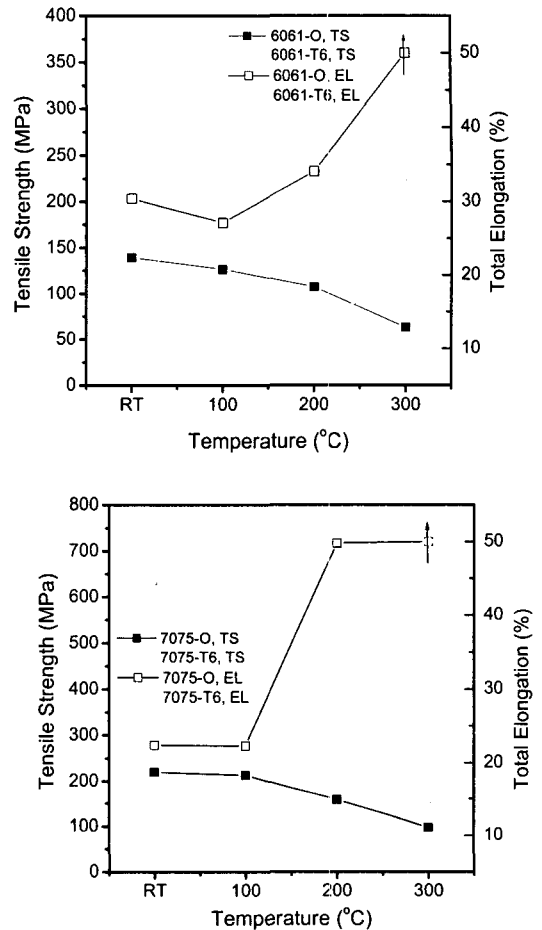 400
350
300
250
200
150
100
50
0
Tensile Strength (MPa)
6061-O, TS
6061-T6, TS
6061-O, EL
6061-T6, EL
50
40
30
20
10
Total Elongation (%)
RT 100 200 300
Temperature (°C)
800
700
600
500
400
300
200
100
0
Tensile Strength (MPa)
7075-O, TS
7075-T6, TS
7075-O, EL
7075-T6, EL
50
40
30
20
10
Total Elongation (%)
RT 100 200 300
Temperature (°C)